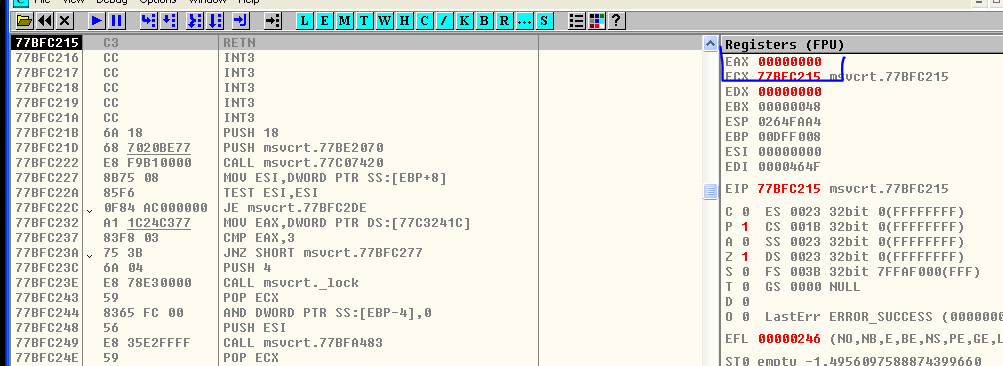 File View Debug Options Window Help
L E M T W H C / K B R ... S ?
77BFC215 C3 RETN
77BFC216 CC INT3
77BFC217 CC INT3
77BFC218 CC INT3
77BFC219 CC INT3
77BFC21A CC INT3
77BFC21B 6A 18 PUSH 18
77BFC21D 68 7020BE77 PUSH msvcrt.77BE2070
77BFC222 E8 F9B10000 CALL msvcrt.77C07420
77BFC227 8B75 08 MOV ESI,DWORD PTR SS:[EBP+8]
77BFC22A 85F6 TEST ESI,ESI
77BFC22C 0F84 AC000000 JE msvcrt.77BFC2DE
77BFC232 A1 1C24C377 MOV EAX,DWORD PTR DS:[77C3241C]
77BFC237 83F8 03 CMP EAX,3
77BFC23A 75 3B JNZ SHORT msvcrt.77BFC277
77BFC23C 6A 04 PUSH 4
77BFC23E E8 78E30000 CALL msvcrt._lock
77BFC243 59 POP ECX
77BFC244 8365 FC 00 AND DWORD PTR SS:[EBP-4],0
77BFC248 56 PUSH ESI
77BFC249 E8 35E2FFFF CALL msvcrt.77BFA483
77BFC24E 59 POP ECX
Registers (FPU)
EAX 00000000
ECX 77BFC215 msvcrt.77BFC215
EDX 00000000
EBX 00000048
ESP 0264FAA4
EBP 00DFF008
ESI 00000000
EDI 0000464F
EIP 77BFC215 msvcrt.77BFC215
C 0 ES 0023 32bit 0(FFFFFFFF)
P 1 CS 001B 32bit 0(FFFFFFFF)
A 0 SS 0023 32bit 0(FFFFFFFF)
Z 1 DS 0023 32bit 0(FFFFFFFF)
S 0 FS 003B 32bit 7FFAF000(FFF)
T 0 GS 0000 NULL
D 0
O 0 LastErr ERROR_SUCCESS (0000000
EFL 00000246 (NO,NB,E,BE,NS,PE,GE,L
ST0 empty -1.4956097588874399660